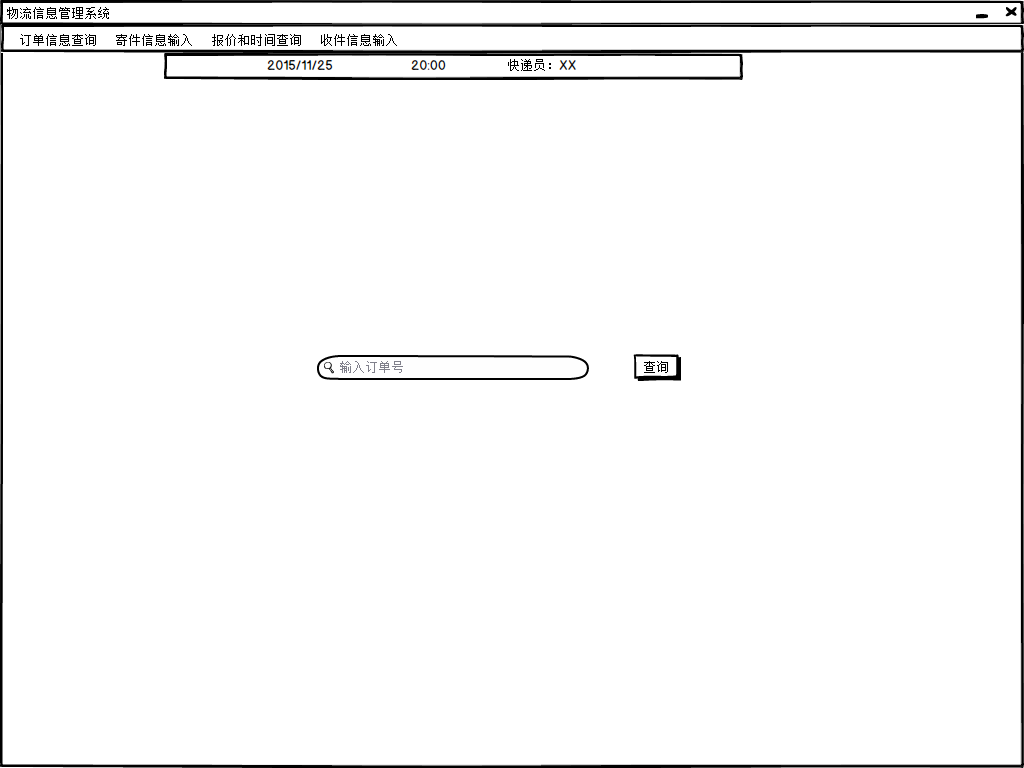 物流信息管理系统
订单信息查询 寄件信息输入 报价和时间查询 收件信息输入
2015/11/25 20:00 快递员：XX
输入订单号 查询